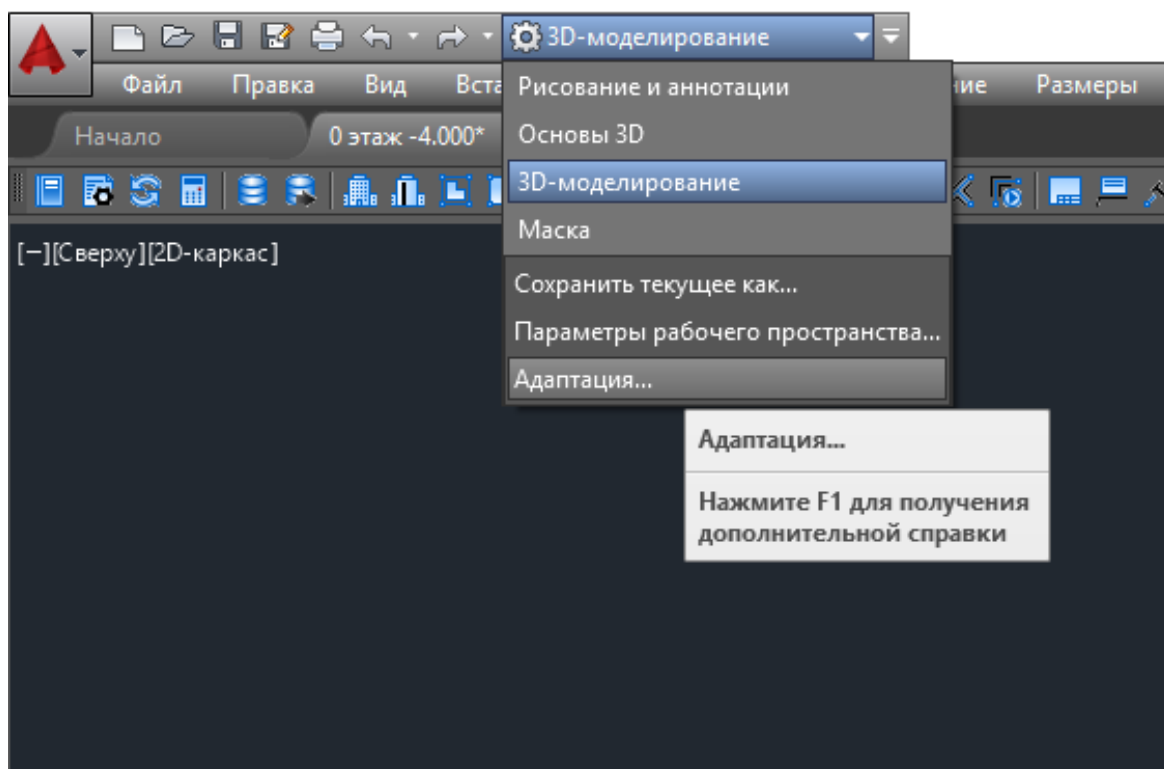 3D-моделирование
Файл Правка Вид Вста ние Размеры
Рисование и аннотации
Начало 0 этаж -4.000*
Основы 3D
3D-моделирование
Маска
[−][Сверху][2D-каркас]
Сохранить текущее как...
Параметры рабочего пространства...
Адаптация...
Адаптация...
Нажмите F1 для получения
дополнительной справки